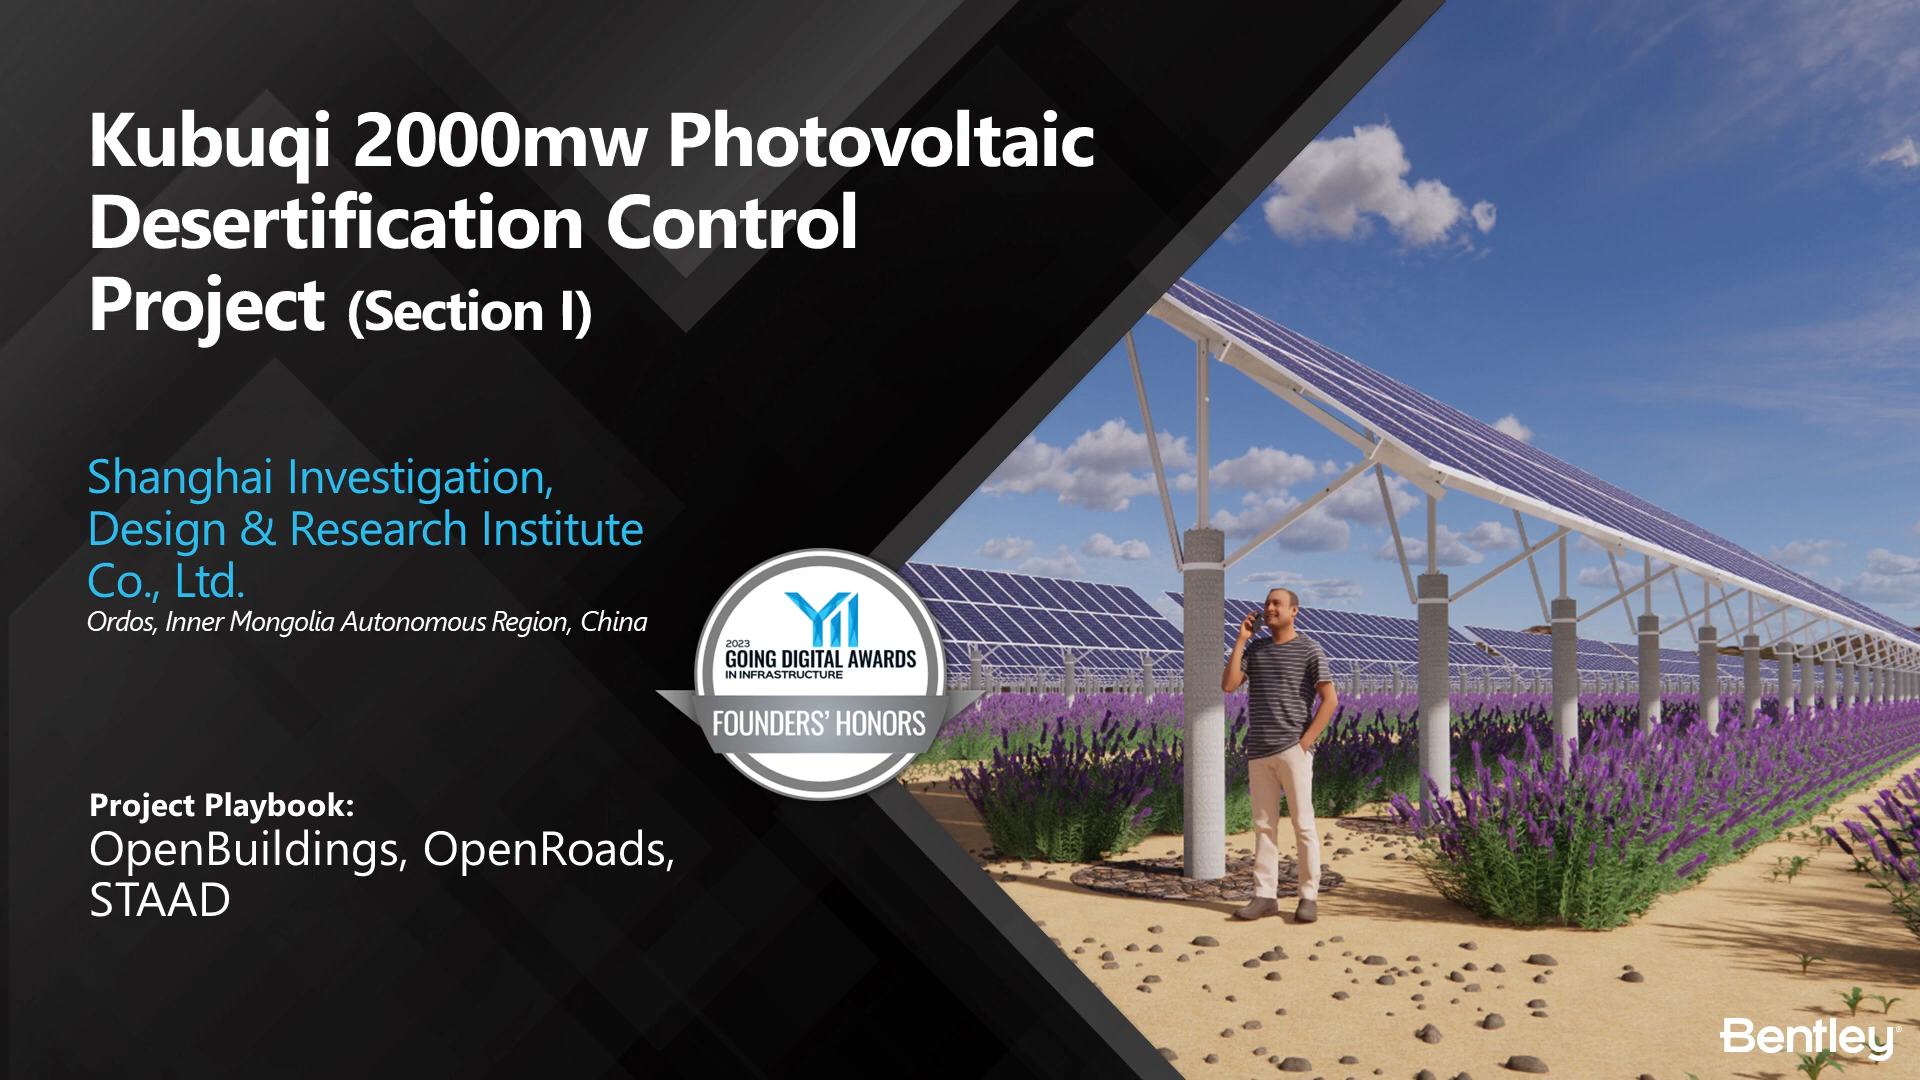 Kubuqi 2000mw Photovoltaic
Desertification Control
Project (Section I)
Shanghai Investigation,
Design & Research Institute
Co., Ltd.
Ordos, Inner Mongolia Autonomous Region, China
2023
GOING DIGITAL AWARDS
IN INFRASTRUCTURE
FOUNDERS' HONORS
Project Playbook:
OpenBuildings, OpenRoads,
STAAD
Bentley®